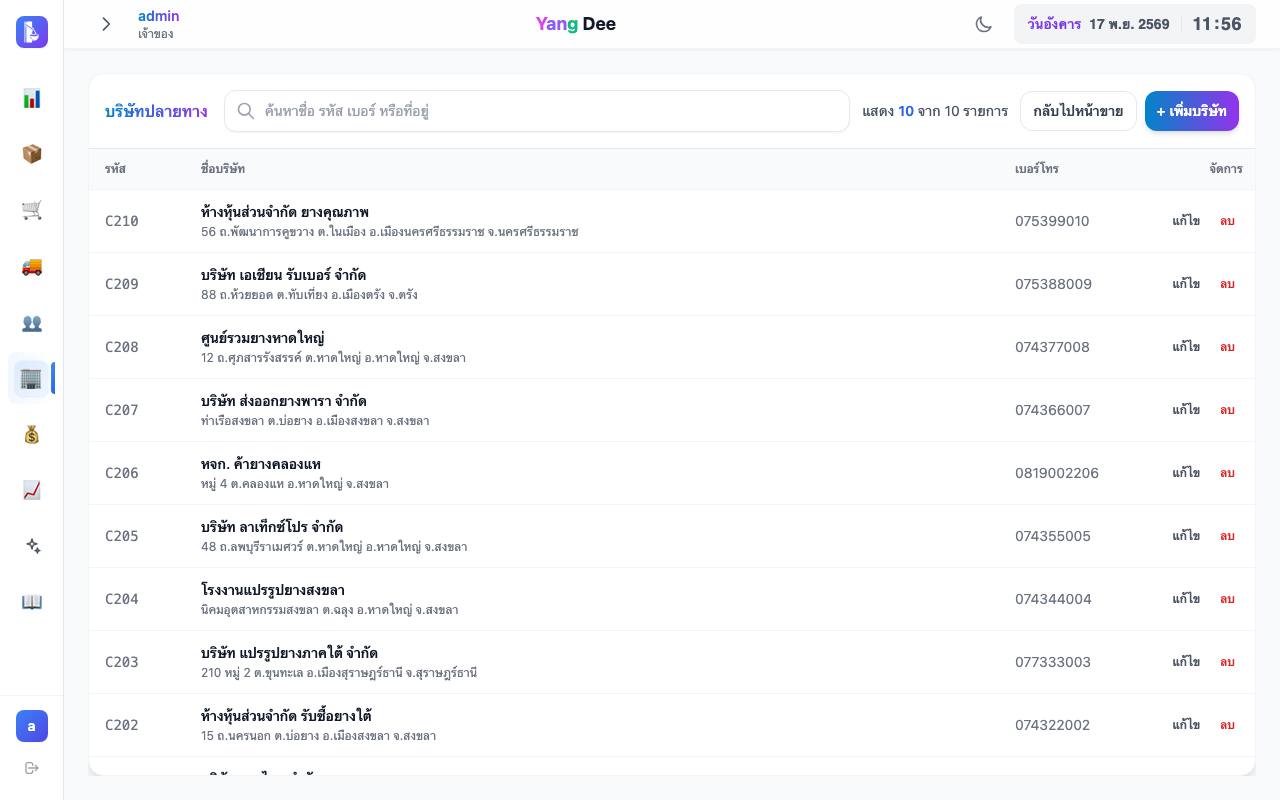 admin
เจ้าของ
Yang Dee
วันอังคาร 17 พ.ย. 2569 11:56
บริษัทปลายทาง
ค้นหาชื่อ รหัส เบอร์ หรือที่อยู่
แสดง 10 จาก 10 รายการ
กลับไปหน้าขาย
+ เพิ่มบริษัท
รหัส ชื่อบริษัท เบอร์โทร จัดการ
C210 ห้างหุ้นส่วนจำกัด ยางคุณภาพ 075399010 แก้ไข ลบ
56 ถ.พัฒนาการคูขวาง ต.ในเมือง อ.เมืองนครศรีธรรมราช จ.นครศรีธรรมราช
C209 บริษัท เอเชียน รับเบอร์ จำกัด 075388009 แก้ไข ลบ
88 ถ.ห้วยยอด ต.ทับเที่ยง อ.เมืองตรัง จ.ตรัง
C208 ศูนย์รวมยางหาดใหญ่ 074377008 แก้ไข ลบ
12 ถ.ศุภสารรังสรรค์ ต.หาดใหญ่ อ.หาดใหญ่ จ.สงขลา
C207 บริษัท ส่งออกยางพารา จำกัด 074366007 แก้ไข ลบ
ท่าเรือสงขลา ต.บ่อยาง อ.เมืองสงขลา จ.สงขลา
C206 หจก. ค้ายางคลองแห 0819002206 แก้ไข ลบ
หมู่ 4 ต.คลองแห อ.หาดใหญ่ จ.สงขลา
C205 บริษัท ลาเท็กซ์โปร จำกัด 074355005 แก้ไข ลบ
48 ถ.ลพบุรีราเมศวร์ ต.หาดใหญ่ อ.หาดใหญ่ จ.สงขลา
C204 โรงงานแปรรูปยางสงขลา 074344004 แก้ไข ลบ
นิคมอุตสาหกรรมสงขลา ต.ฉลุง อ.หาดใหญ่ จ.สงขลา
C203 บริษัท แปรรูปยางภาคใต้ จำกัด 077333003 แก้ไข ลบ
210 หมู่ 2 ต.ขุนทะเล อ.เมืองสุราษฎร์ธานี จ.สุราษฎร์ธานี
C202 ห้างหุ้นส่วนจำกัด รับซื้อยางใต้ 074322002 แก้ไข ลบ
15 ถ.นครนอก ต.บ่อยาง อ.เมืองสงขลา จ.สงขลา
a